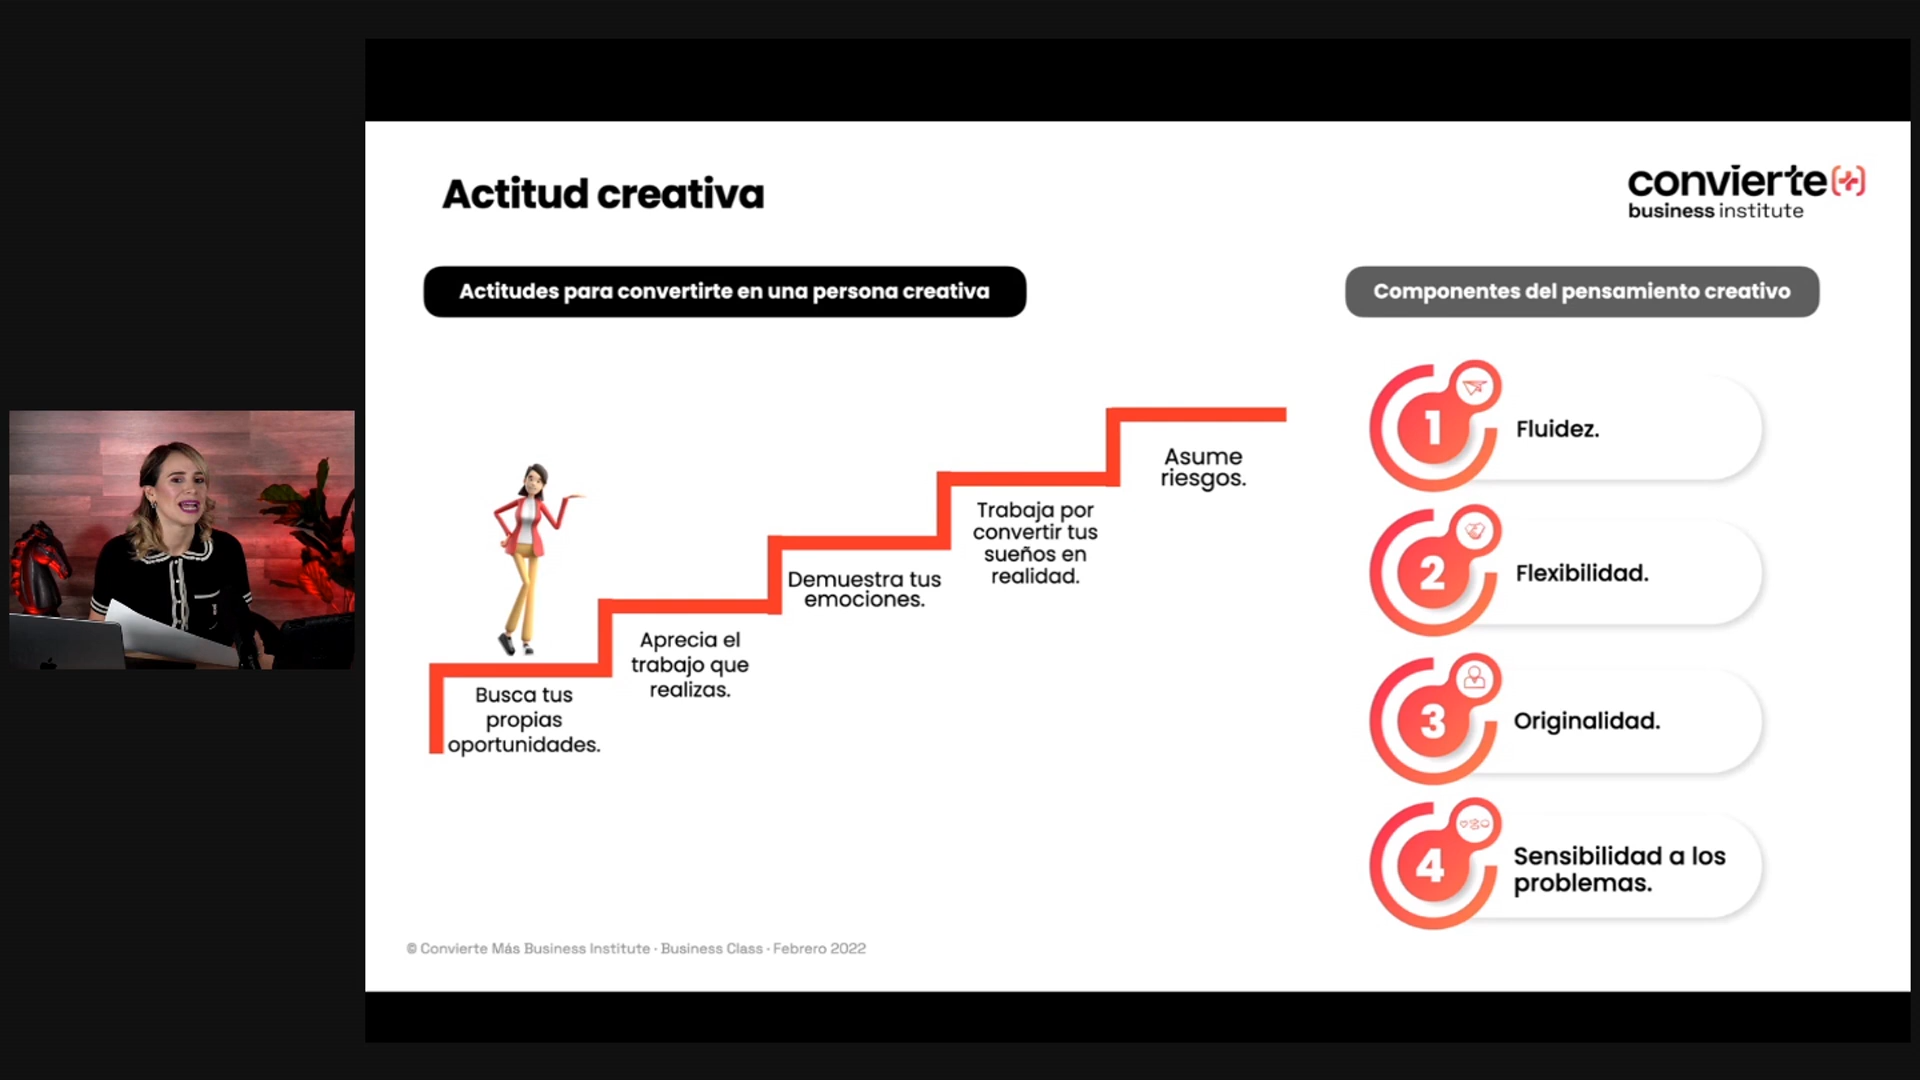 Actitud creativa
convierte[+]
business institute
Actitudes para convertirte en una persona creativa
Busca tus
propias
oportunidades.
Aprecia el
trabajo que
realizas.
Demuestra tus
emociones.
Trabaja por
convertir tus
sueños en
realidad.
Asume
riesgos.
Componentes del pensamiento creativo
1
Fluidez.
2
Flexibilidad.
3
Originalidad.
4
Sensibilidad a los
problemas.
© Convierte Más Business Institute · Business Class · Febrero 2022